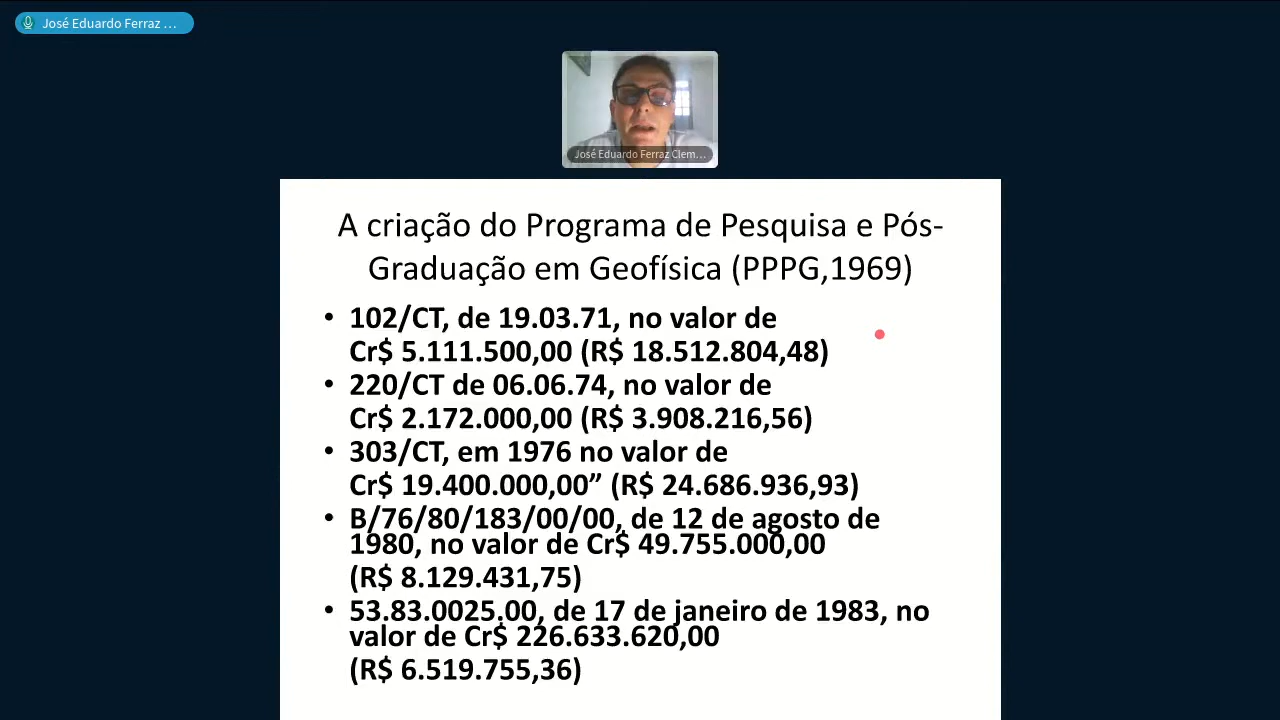 José Eduardo Ferraz ...
José Eduardo Ferraz Clem...
A criação do Programa de Pesquisa e Pós-
Graduação em Geofísica (PPPG,1969)
• 102/CT, de 19.03.71, no valor de
Cr$ 5.111.500,00 (R$ 18.512.804,48)
• 220/CT de 06.06.74, no valor de
Cr$ 2.172.000,00 (R$ 3.908.216,56)
• 303/CT, em 1976 no valor de
Cr$ 19.400.000,00” (R$ 24.686.936,93)
• B/76/80/183/00/00, de 12 de agosto de
1980, no valor de Cr$ 49.755.000,00
(R$ 8.129.431,75)
• 53.83.0025.00, de 17 de janeiro de 1983, no
valor de Cr$ 226.633.620,00
(R$ 6.519.755,36)